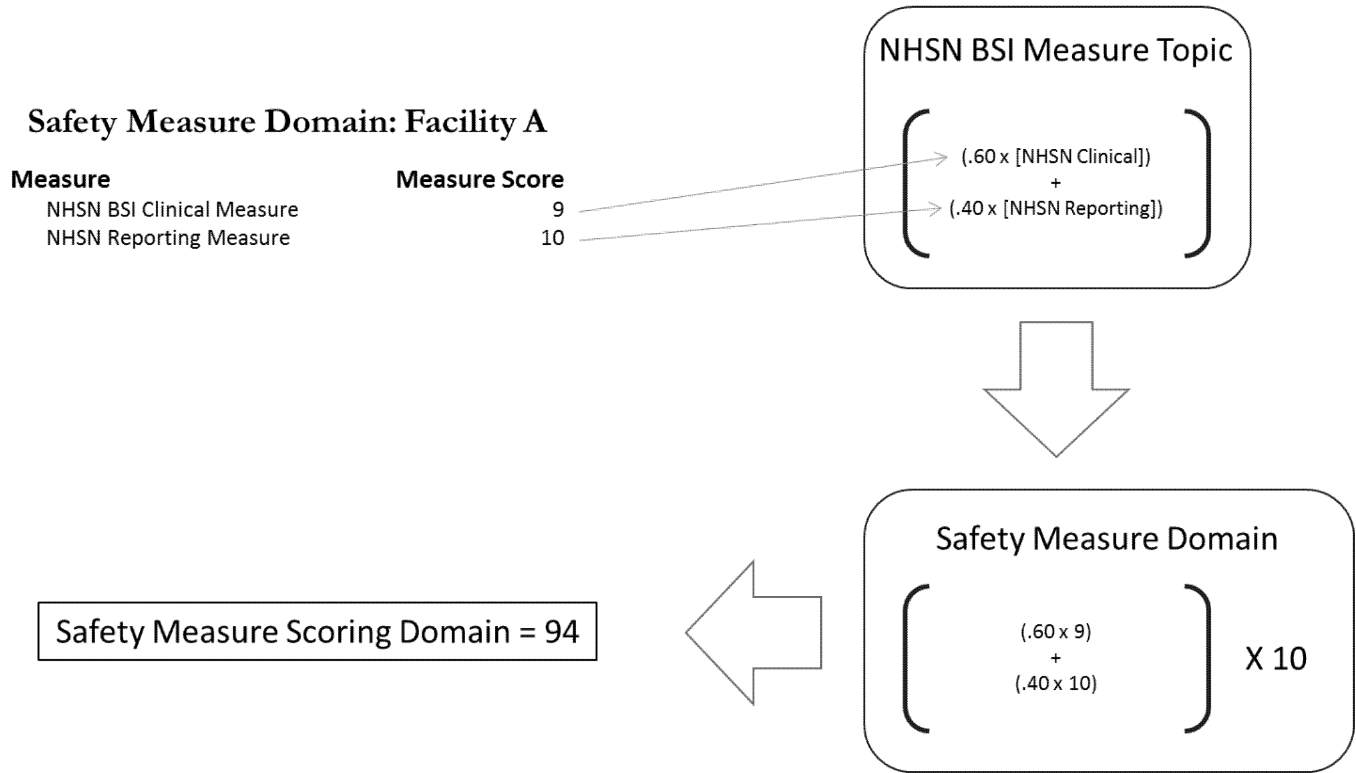 NHSN BSI Measure Topic
Safety Measure Domain: Facility A
Measure Measure Score
NHSN BSI Clinical Measure 9
NHSN Reporting Measure 10
(.60 x [NHSN Clinical])
+
(.40 x [NHSN Reporting])
Safety Measure Domain
(.60 x 9)
+
(.40 x 10)
X 10
Safety Measure Scoring Domain = 94